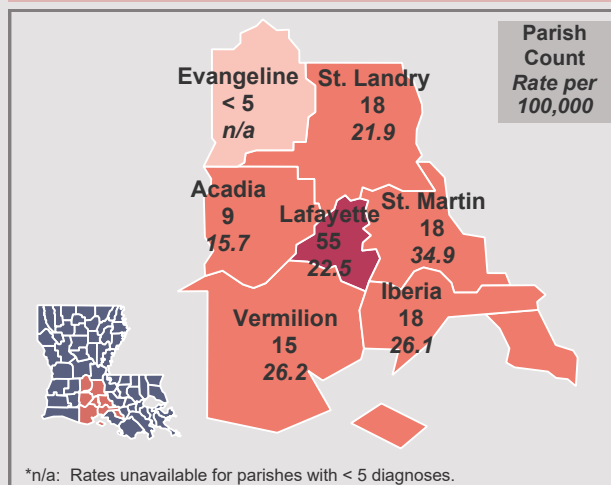 Parish
Count
Rate per
100,000
Evangeline
< 5
n/a
St. Landry
18
21.9
Acadia
9
15.7
Lafayette
55
22.5
St. Martin
18
34.9
Vermilion
15
26.2
Iberia
18
26.1
*n/a: Rates unavailable for parishes with < 5 diagnoses.